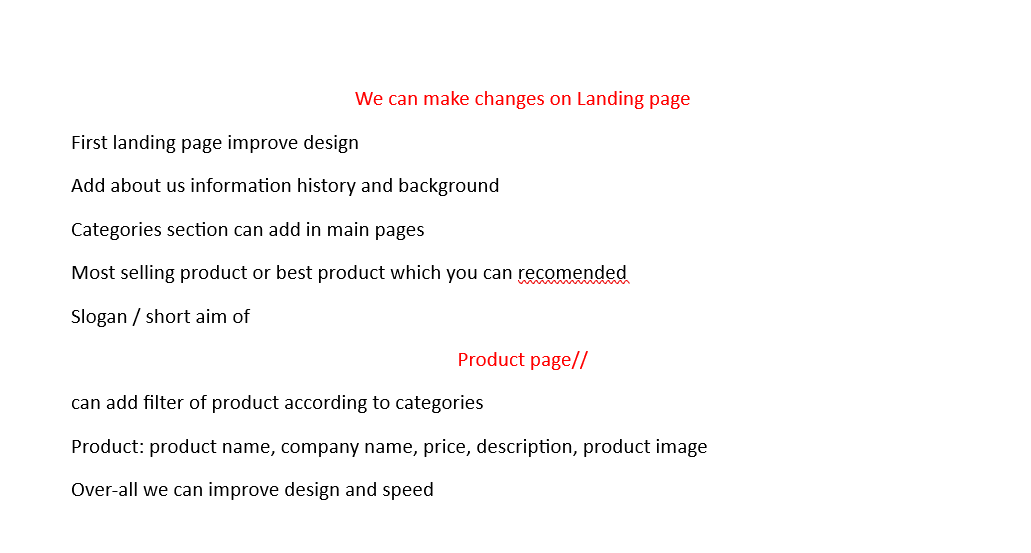 We can make changes on Landing page
First landing page improve design
Add about us information history and background
Categories section can add in main pages
Most selling product or best product which you can recomended
Slogan / short aim of
Product page//
can add filter of product according to categories
Product: product name, company name, price, description, product image
Over-all we can improve design and speed